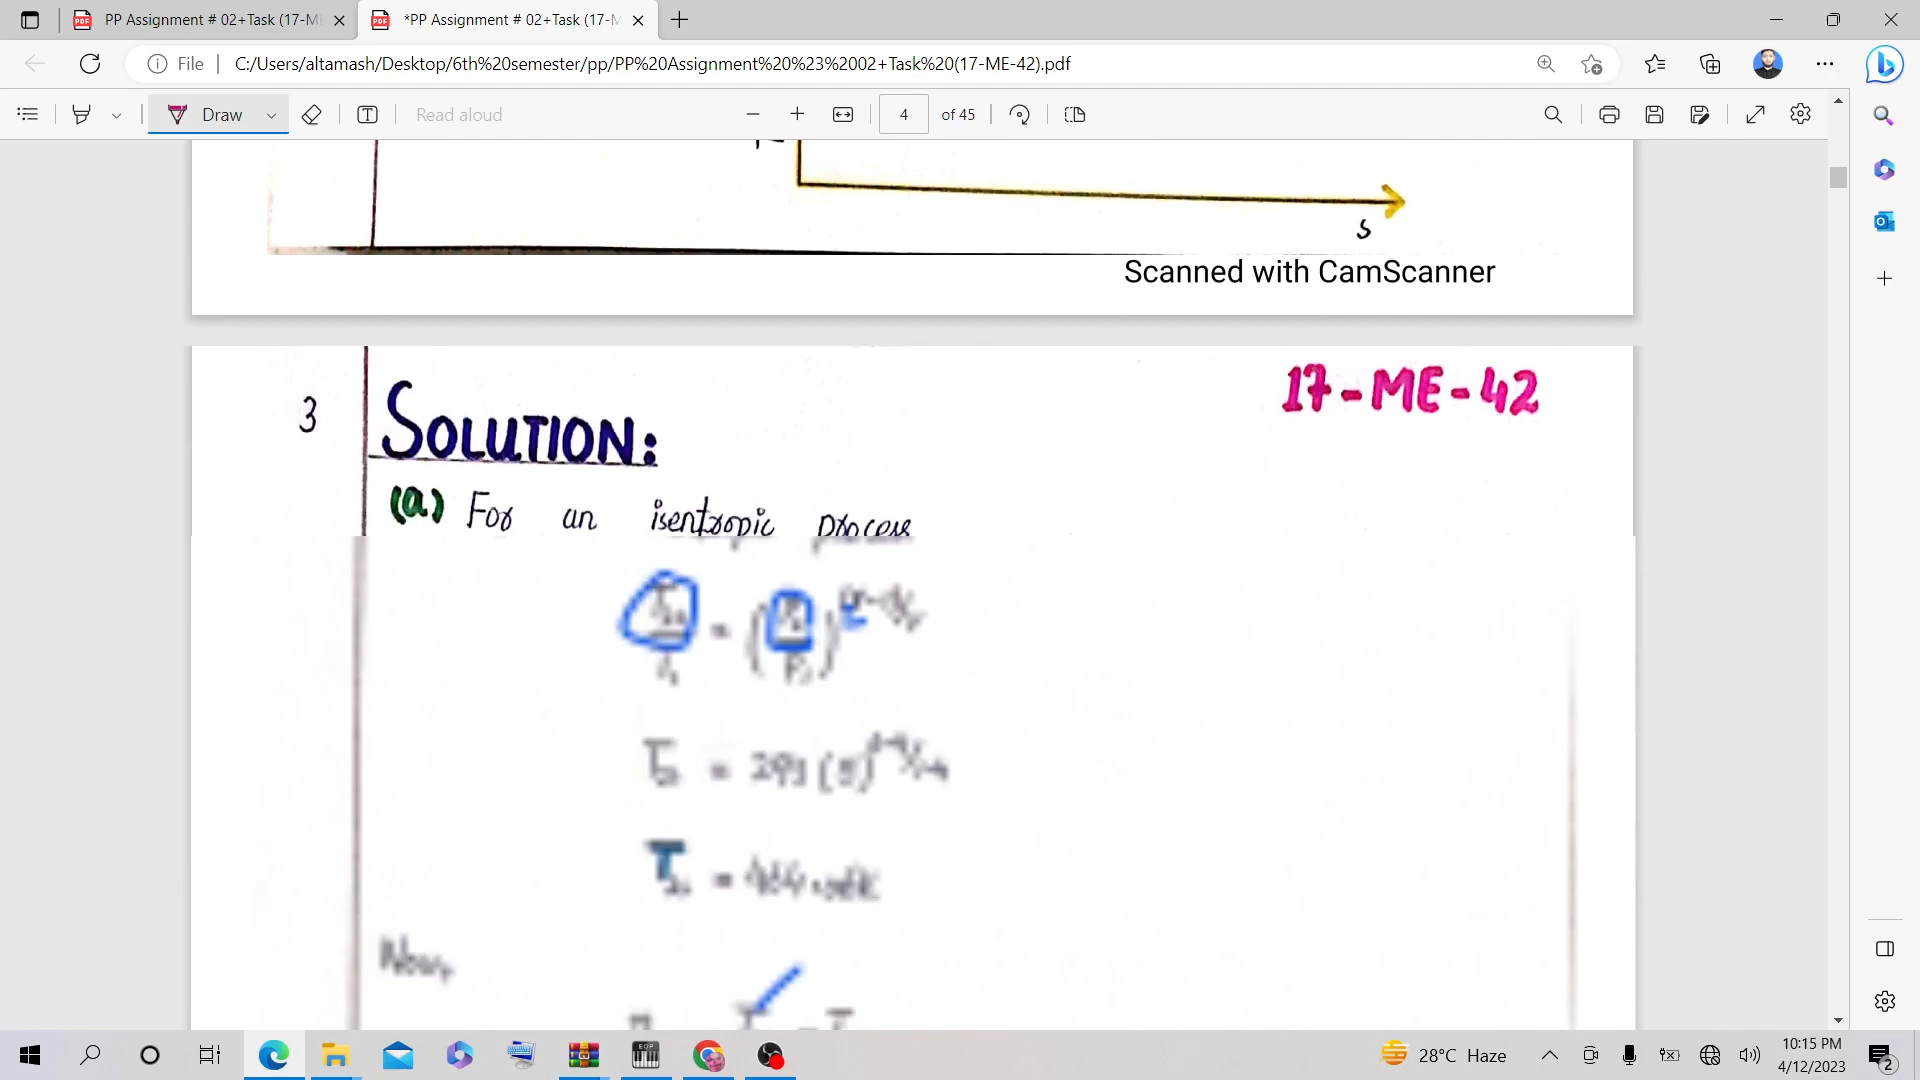 PP Assignment # 02+Task (17-ME
*PP Assignment # 02+Task (17-M
File
C:/Users/altamash/Desktop/6th%20semester/pp/PP%20Assignment%20%23%2002+Task%20(17-ME-42).pdf
Draw
Read aloud
4 of 45
S
Scanned with CamScanner
17-ME-42
3
SOLUTION:
(a) For an isentropic process
Now,
28°C Haze
10:15 PM
4/12/2023
2